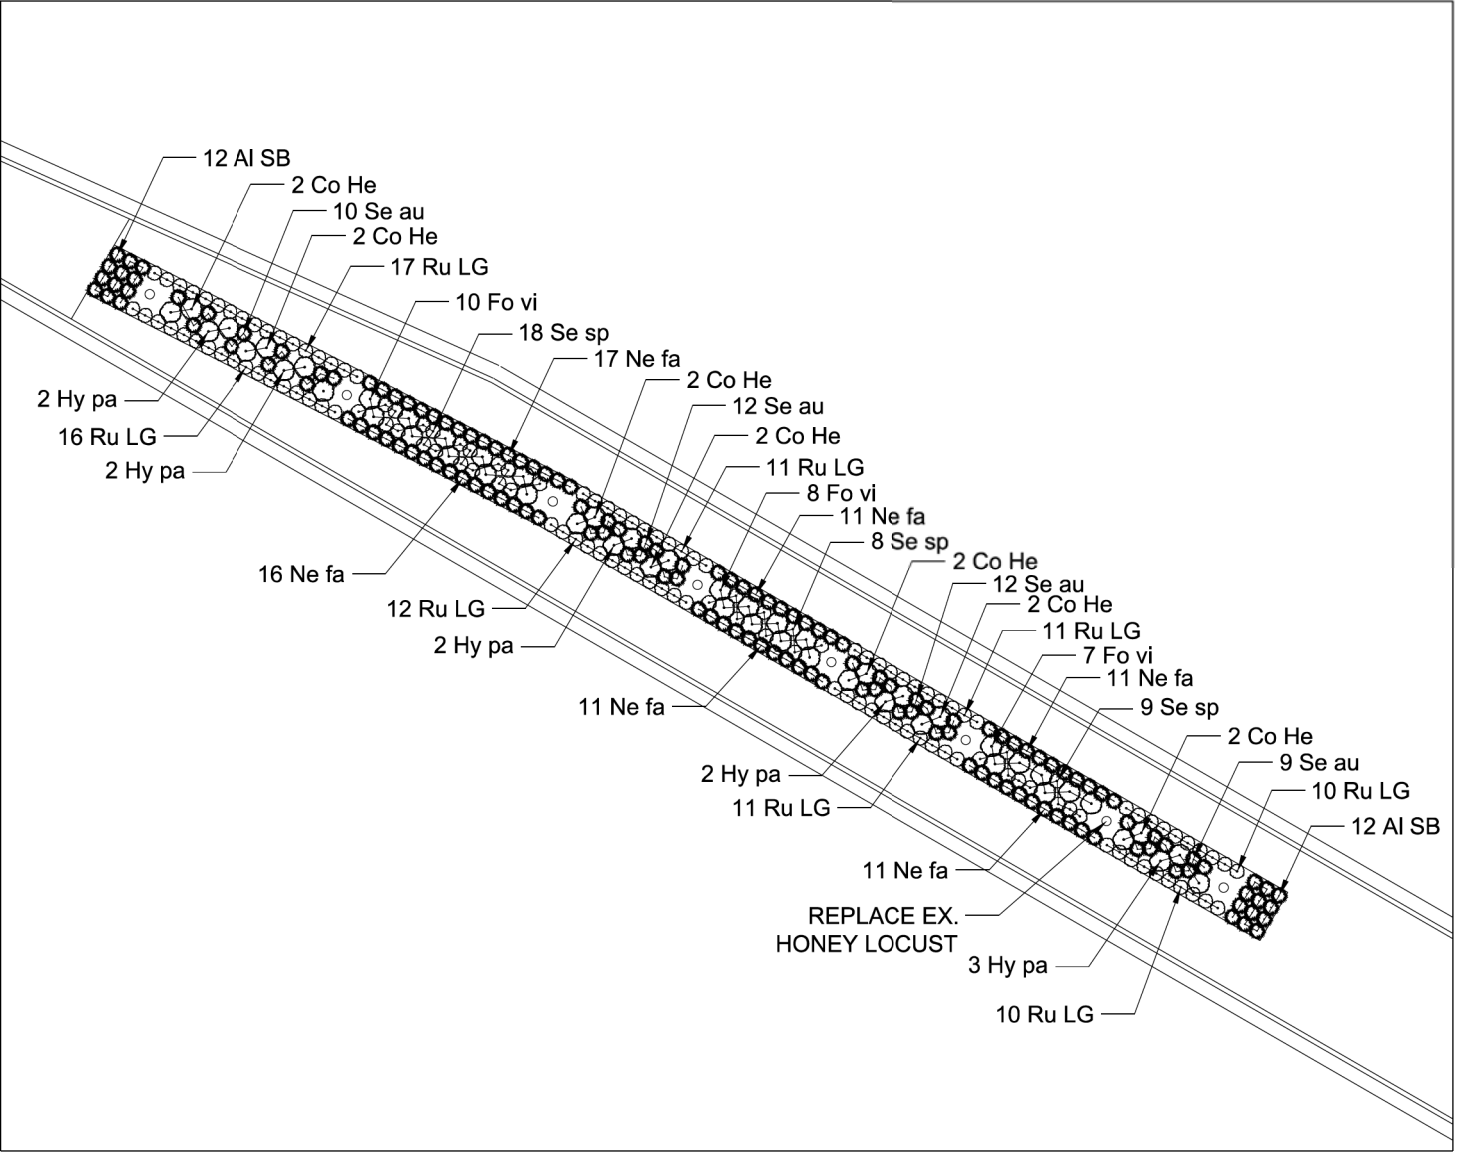 12 Al SB
2 Co He
10 Se au
2 Co He
17 Ru LG
10 Fo vi
18 Se sp
17 Ne fa
2 Co He
12 Se au
2 Co He
11 Ru LG
8 Fo vi
11 Ne fa
8 Se sp
2 Co He
12 Se au
2 Co He
11 Ru LG
7 Fo vi
11 Ne fa
9 Se sp
2 Co He
9 Se au
10 Ru LG
12 Al SB
2 Hy pa
16 Ru LG
2 Hy pa
16 Ne fa
12 Ru LG
2 Hy pa
11 Ne fa
2 Hy pa
11 Ru LG
11 Ne fa
REPLACE EX.
HONEY LOCUST
3 Hy pa
10 Ru LG